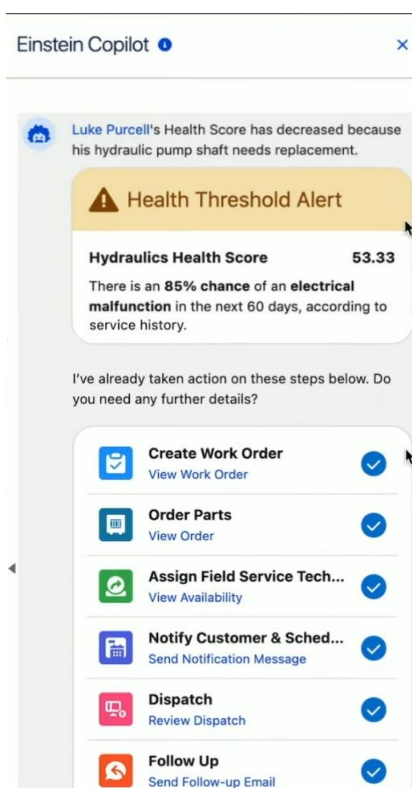 Einstein Copilot
Luke Purcell's Health Score has decreased because
his hydraulic pump shaft needs replacement.
Health Threshold Alert
Hydraulics Health Score 53.33
There is an 85% chance of an electrical
malfunction in the next 60 days, according to
service history.
I've already taken action on these steps below. Do
you need any further details?
Create Work Order
View Work Order
Order Parts
View Order
Assign Field Service Tech...
View Availability
Notify Customer & Sched...
Send Notification Message
Dispatch
Review Dispatch
Follow Up
Send Follow-up Email